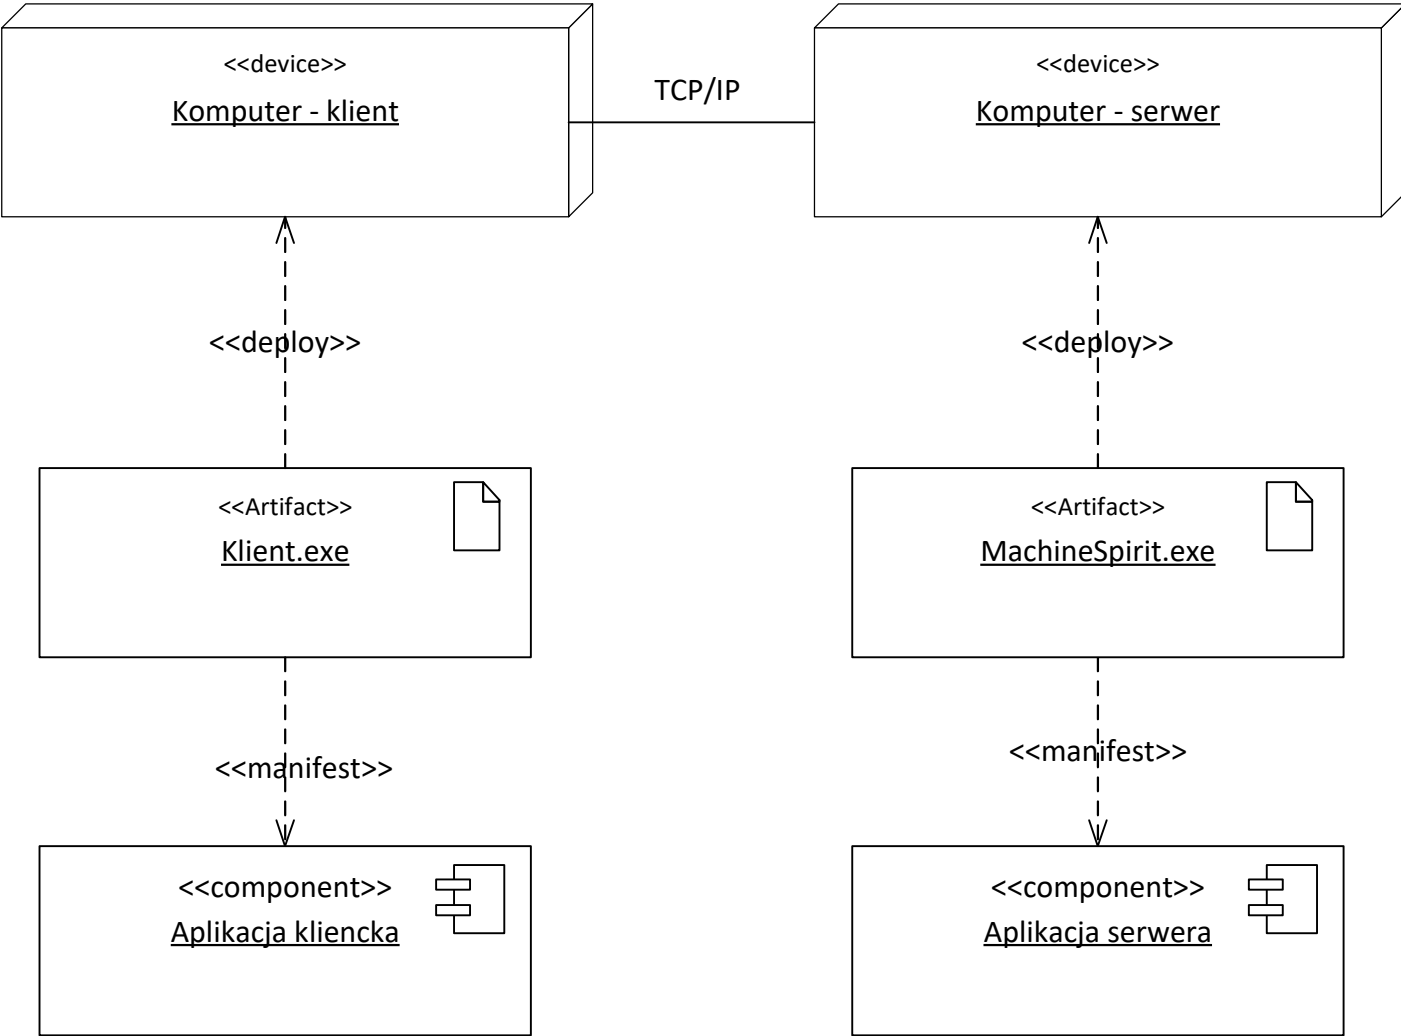 <<device>>
Komputer - klient
TCP/IP
<<device>>
Komputer - serwer
<<deploy>>
<<deploy>>
<<Artifact>>
Klient.exe
<<Artifact>>
MachineSpirit.exe
<<manifest>>
<<manifest>>
<<component>>
Aplikacja kliencka
<<component>>
Aplikacja serwera